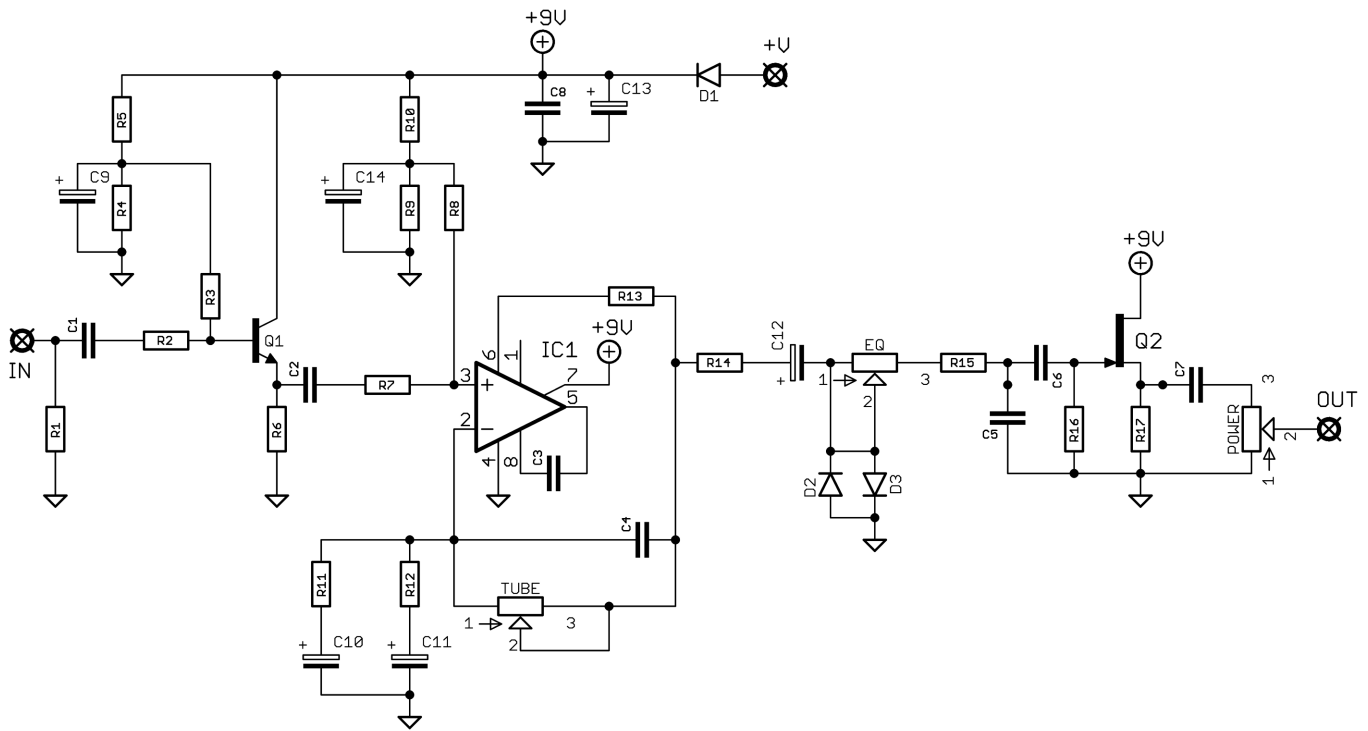 +9V
+V
C8
+ C13
D1
R5
R10
+ C9
R4
+ C14
R9
R8
+9V
R3
R13
+9V
IN
C1
R2
Q1
C2
R7
R6
R1
6
1
IC1
3
+
7
5
2
−
4
8
C3
R14
C12
+
EQ
1
2
3
R15
C6
Q2
C7
3
POWER
2
1
OUT
C5
R16
R17
D2
D3
C4
R11
R12
TUBE
1
2
3
+ C10
+ C11